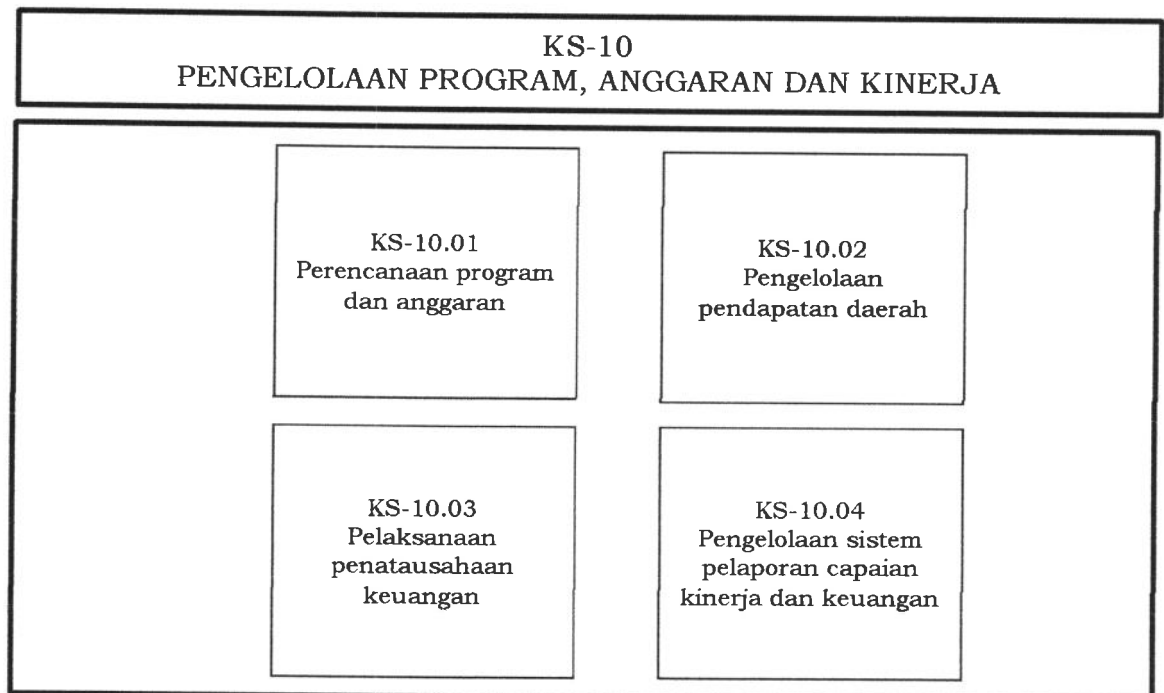 KS-10
PENGELOLAAN PROGRAM, ANGGARAN DAN KINERJA
KS-10.01
Perencanaan program
dan anggaran
KS-10.02
Pengelolaan
pendapatan daerah
KS-10.03
Pelaksanaan
penatausahaan
keuangan
KS-10.04
Pengelolaan sistem
pelaporan capaian
kinerja dan keuangan